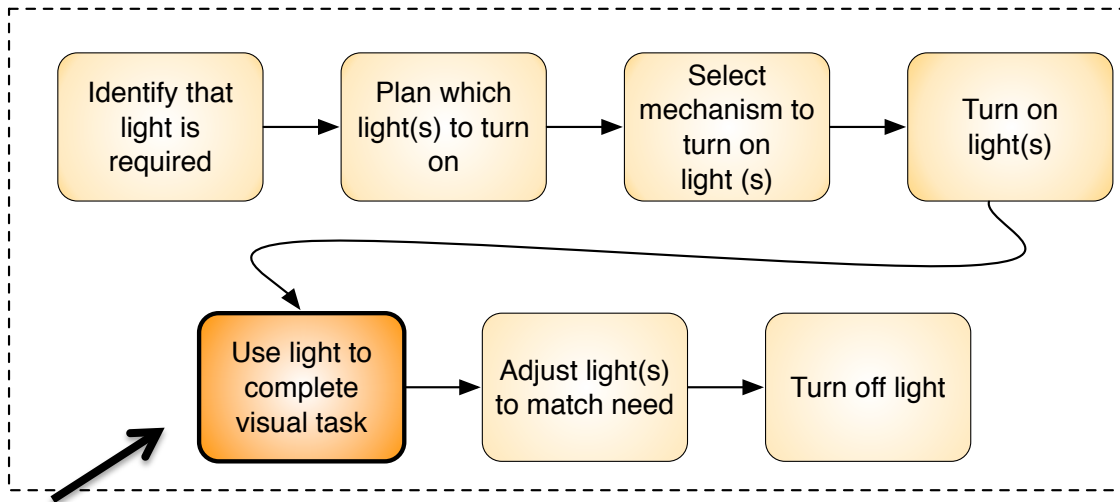 Identify that
light is
required
Plan which
light(s) to turn
on
Select
mechanism to
turn on
light (s)
Turn on
light(s)
Use light to
complete
visual task
Adjust light(s)
to match need
Turn off light